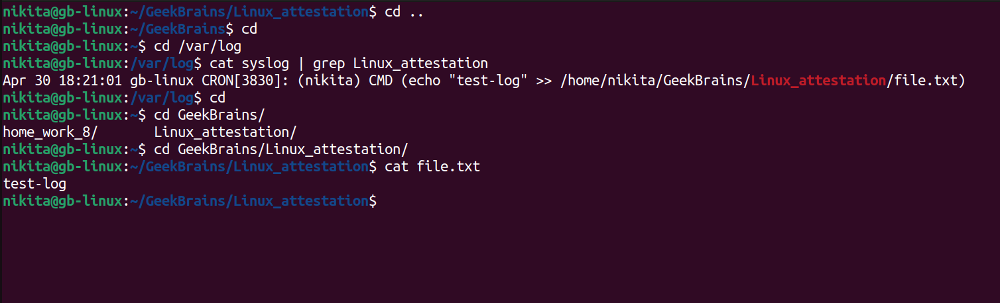 nikita@gb-linux:~/GeekBrains/Linux_attestation$ cd ..
nikita@gb-linux:~/GeekBrains$ cd
nikita@gb-linux:~$ cd /var/log
nikita@gb-linux:/var/log$ cat syslog | grep Linux_attestation
Apr 30 18:21:01 gb-linux CRON[3830]: (nikita) CMD (echo "test-log" >> /home/nikita/GeekBrains/Linux_attestation/file.txt)
nikita@gb-linux:/var/log$ cd
nikita@gb-linux:~$ cd GeekBrains/
home_work_8/       Linux_attestation/
nikita@gb-linux:~$ cd GeekBrains/Linux_attestation/
nikita@gb-linux:~/GeekBrains/Linux_attestation$ cat file.txt
test-log
nikita@gb-linux:~/GeekBrains/Linux_attestation$